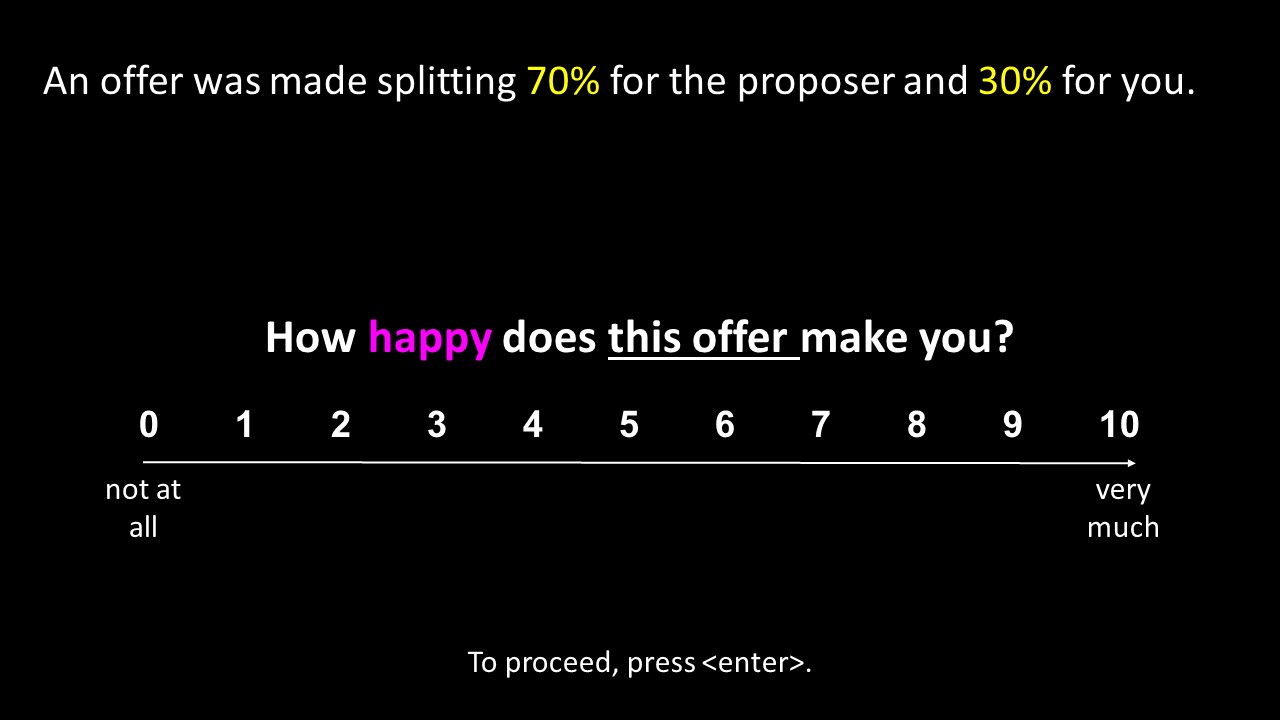 An offer was made splitting 70% for the proposer and 30% for you.
How happy does this offer make you?
0 1 2 3 4 5 6 7 8 9 10
not at all
very much
To proceed, press <enter>.